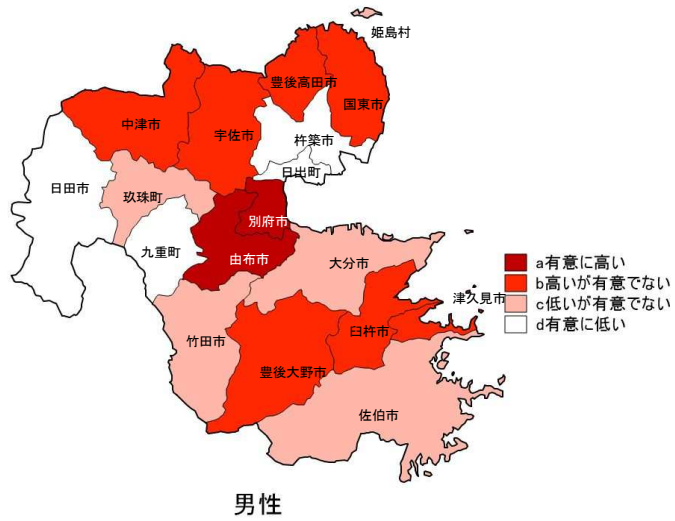 姫島村
豊後高田市
国東市
中津市
宇佐市
杵築市
日出町
日田市
玖珠町
別府市
九重町
由布市
大分市
津久見市
竹田市
臼杵市
豊後大野市
佐伯市
a有意に高い
b高いが有意でない
c低いが有意でない
d有意に低い
男性